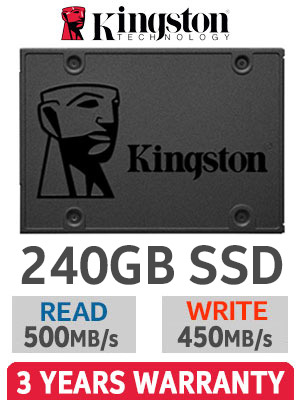 Kingston
TECHNOLOGY
Kingston
240GB SSD
READ
500MB/s
WRITE
450MB/s
3 YEARS WARRANTY